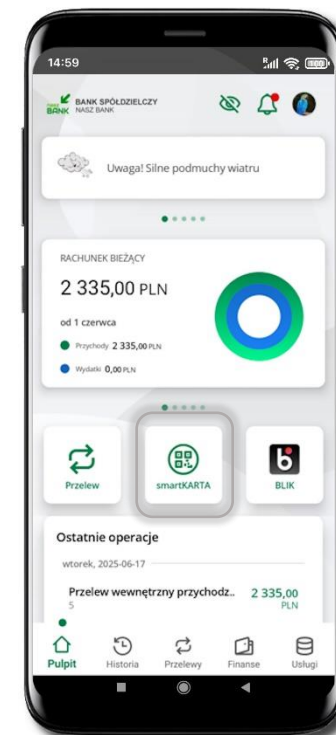 14:59
NASZ BANK
BANK SPÓŁDZIELCZY
NASZ BANK
Uwaga! Silne podmuchy wiatru
RACHUNEK BIEŻĄCY
2 335,00 PLN
od 1 czerwca
Przychody 2 335,00 PLN
Wydatki 0,00 PLN
Przelew
smartKARTA
BLIK
Ostatnie operacje
wtorek, 2025-06-17
Przelew wewnętrzny przychodz.. 2 335,00
5 PLN
Pulpit Historia Przelewy Finanse Usługi